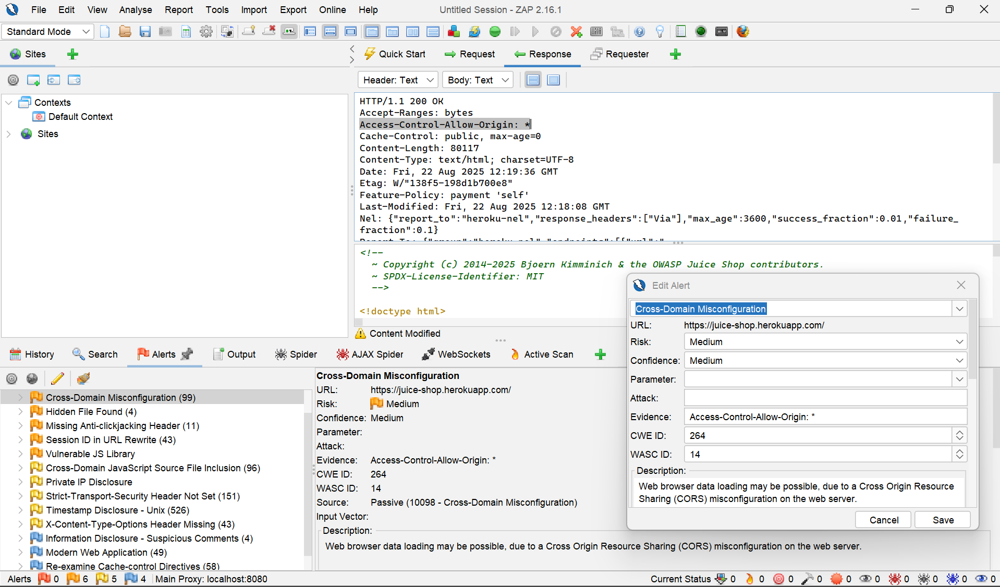 File Edit View Analyse Report Tools Import Export Online Help
Untitled Session - ZAP 2.16.1
Standard Mode
Sites
Quick Start Request Response Requester
Header: Text Body: Text
Contexts
Default Context
Sites
HTTP/1.1 200 OK
Accept-Ranges: bytes
Access-Control-Allow-Origin: *
Cache-Control: public, max-age=0
Content-Length: 80117
Content-Type: text/html; charset=UTF-8
Date: Fri, 22 Aug 2025 12:19:36 GMT
Etag: W/"138f5-198d1b700e8"
Feature-Policy: payment 'self'
Last-Modified: Fri, 22 Aug 2025 12:18:08 GMT
Nel: {"report_to":"heroku-nel","response_headers":["Via"],"max_age":3600,"success_fraction":0.01,"failure_
fraction":0.1}
Report-To: {"group":"heroku-nel","endpoints":[{"url":"
<!--
~ Copyright (c) 2014-2025 Bjoern Kimminich & the OWASP Juice Shop contributors.
~ SPDX-License-Identifier: MIT
-->
<!doctype html>
Content Modified
History Search Alerts Output Spider AJAX Spider WebSockets Active Scan
Cross-Domain Misconfiguration (99)
Hidden File Found (4)
Missing Anti-clickjacking Header (11)
Session ID in URL Rewrite (43)
Vulnerable JS Library
Cross-Domain JavaScript Source File Inclusion (96)
Private IP Disclosure
Strict-Transport-Security Header Not Set (151)
Timestamp Disclosure - Unix (526)
X-Content-Type-Options Header Missing (43)
Information Disclosure - Suspicious Comments (4)
Modern Web Application (49)
Re-examine Cache-control Directives (58)
Cross-Domain Misconfiguration
URL: https://juice-shop.herokuapp.com/
Risk: Medium
Confidence: Medium
Parameter:
Attack:
Evidence: Access-Control-Allow-Origin: *
CWE ID: 264
WASC ID: 14
Source: Passive (10098 - Cross-Domain Misconfiguration)
Input Vector:
Description:
Web browser data loading may be possible, due to a Cross Origin Resource Sharing (CORS) misconfiguration on the web server.
Edit Alert
Cross-Domain Misconfiguration
URL: https://juice-shop.herokuapp.com/
Risk: Medium
Confidence: Medium
Parameter:
Attack:
Evidence: Access-Control-Allow-Origin: *
CWE ID: 264
WASC ID: 14
Description:
Web browser data loading may be possible, due to a Cross Origin Resource
Sharing (CORS) misconfiguration on the web server.
Cancel Save
Alerts 0 6 5 4 Main Proxy: localhost:8080
Current Status 0 0 0 0 0 0 0 0 0 0